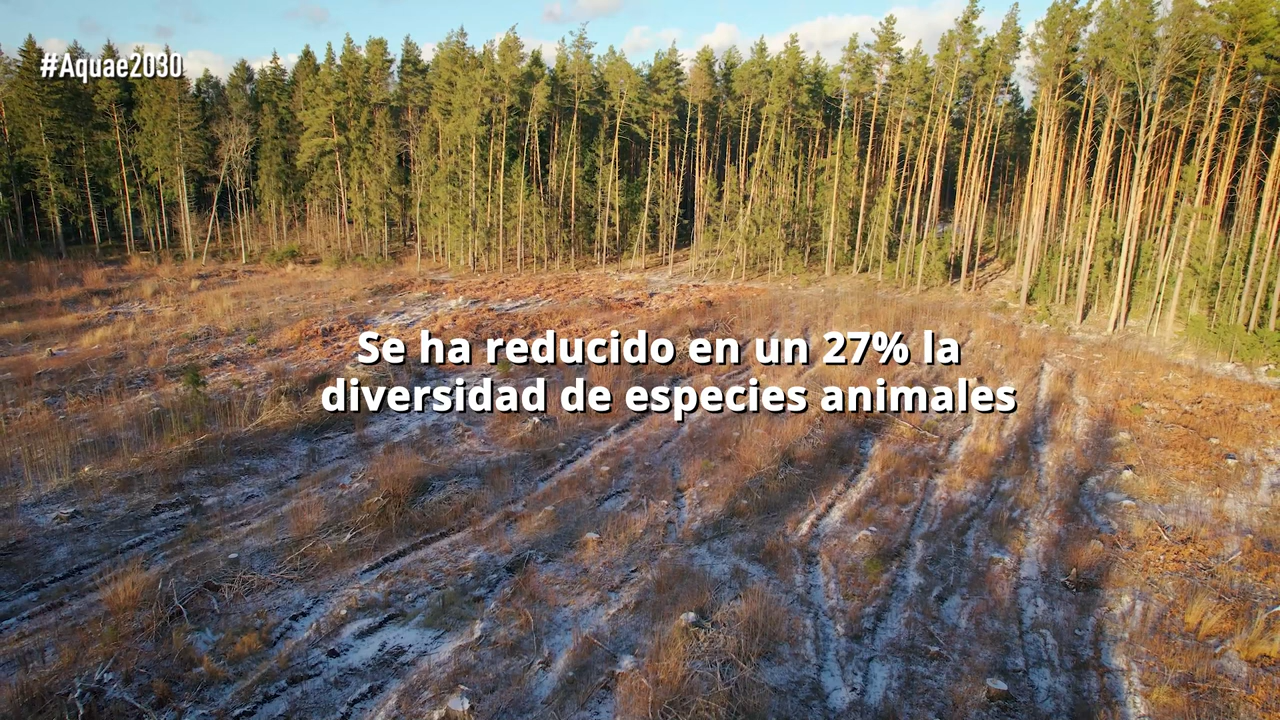 #Aquae2030
Se ha reducido en un 27% la
diversidad de especies animales